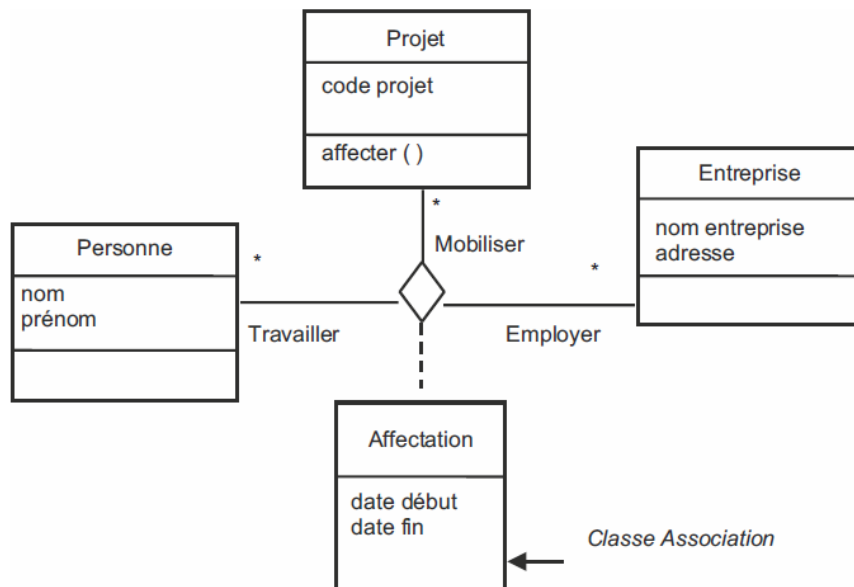 Projet
code projet
affecter ( )
*
Mobiliser
Entreprise
nom entreprise
adresse
*
Employer
Personne
nom
prénom
*
Travailler
Affectation
date début
date fin
Classe Association